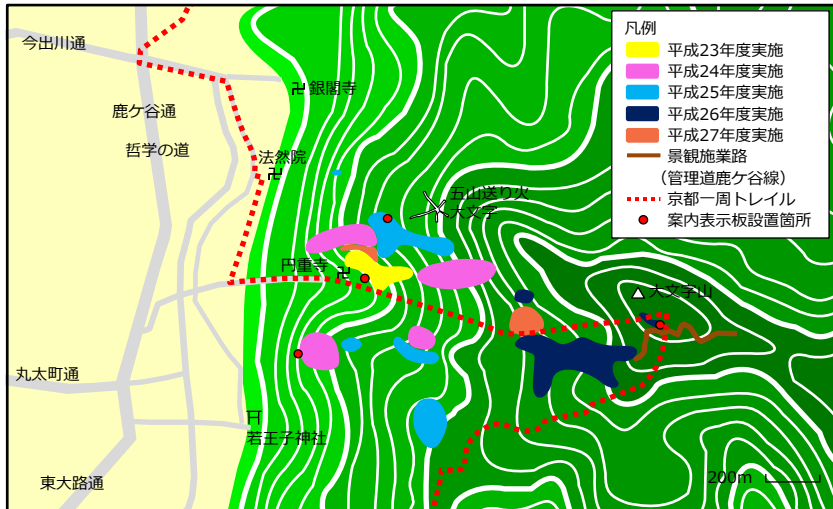 今出川通
鹿ケ谷通
哲学の道
銀閣寺
法然院
五山送り火
大文字
円重寺
大文字山
丸太町通
若王子神社
東大路通
200m
凡例
平成23年度実施
平成24年度実施
平成25年度実施
平成26年度実施
平成27年度実施
景観施業路
（管理道鹿ケ谷線）
京都一周トレイル
案内表示板設置箇所